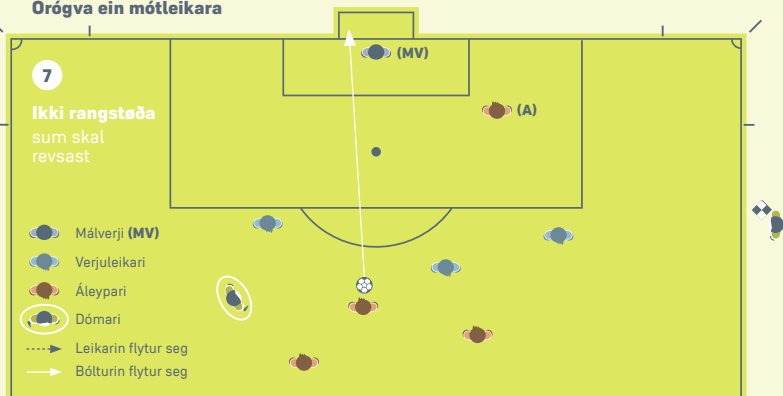 Órógva ein mótleikara
7
(MV)
(A)
Ikki rangstøða
sum skal
revsast
Málverji (MV)
Verjuleikari
Áleypari
Dómari
Leikarin flytur seg
Bólturin flytur seg